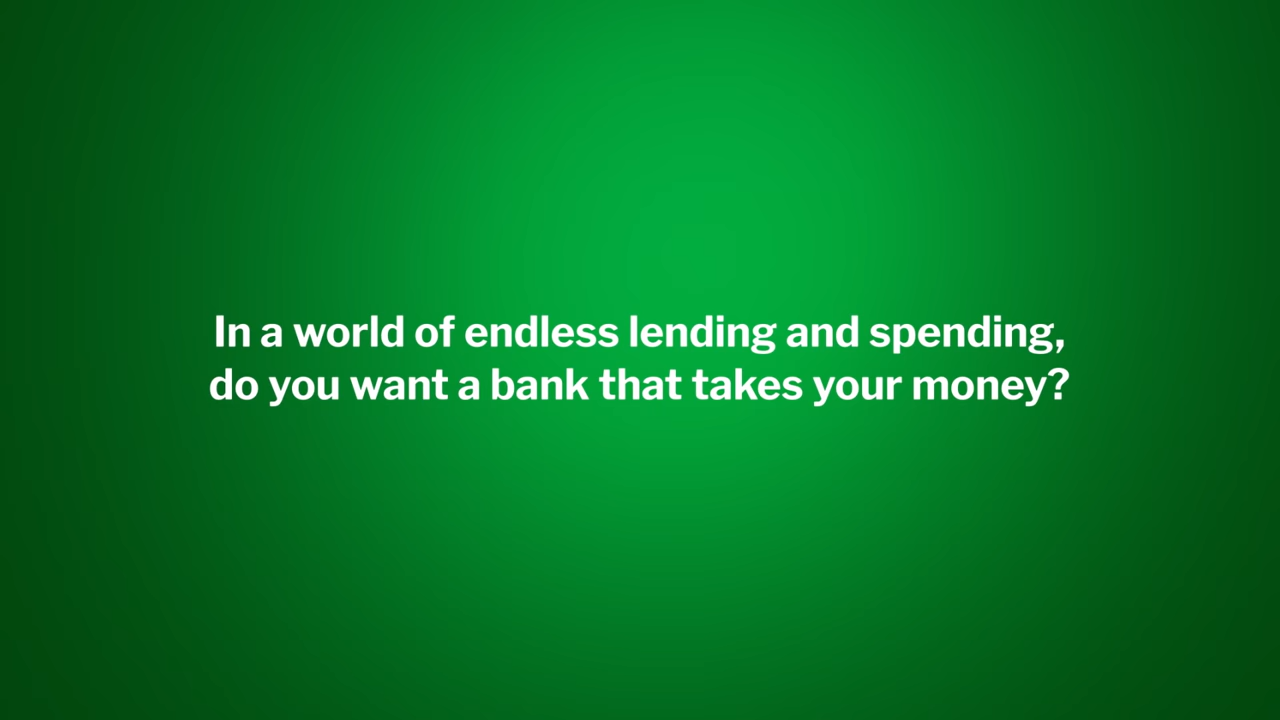 In a world of endless lending and spending,
do you want a bank that takes your money?